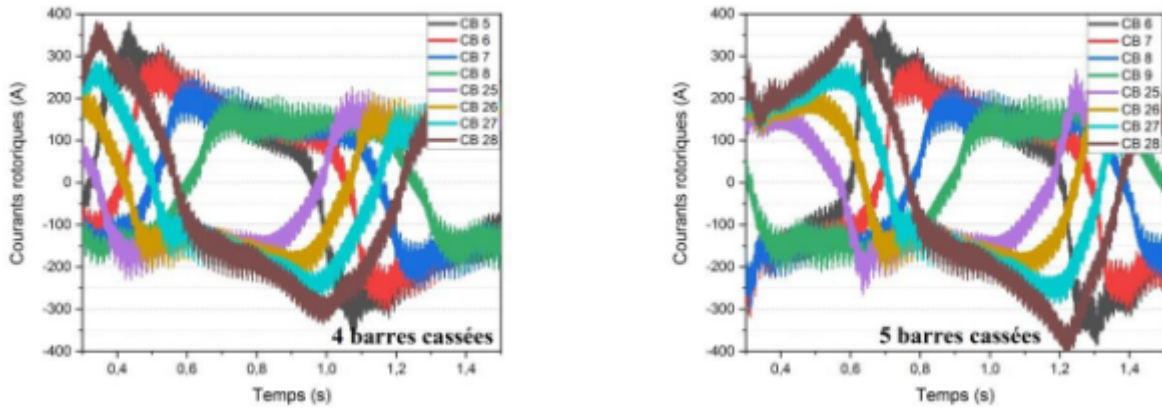 400
300
200
100
0
-100
-200
-300
-400
Courants rotoriques (A)
0,4 0,6 0,8 1,0 1,2 1,4
Temps (s)
CB 5
CB 6
CB 7
CB 8
CB 25
CB 26
CB 27
CB 28
4 barres cassées
400
300
200
100
0
-100
-200
-300
-400
Courants rotoriques (A)
0,4 0,6 0,8 1,0 1,2 1,4
Temps (s)
CB 6
CB 7
CB 8
CB 9
CB 25
CB 26
CB 27
CB 28
5 barres cassées